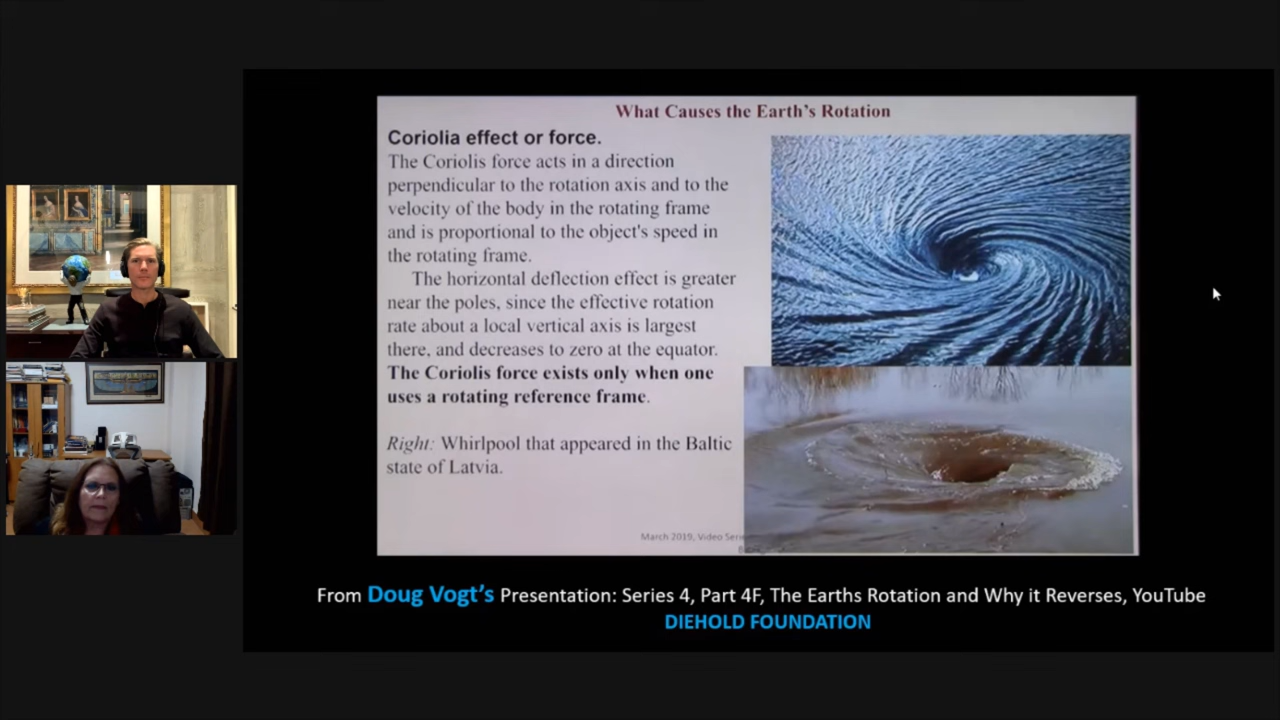 What Causes the Earth's Rotation
Coriolia effect or force.
The Coriolis force acts in a direction
perpendicular to the rotation axis and to the
velocity of the body in the rotating frame
and is proportional to the object's speed in
the rotating frame.
The horizontal deflection effect is greater
near the poles, since the effective rotation
rate about a local vertical axis is largest
there, and decreases to zero at the equator.
The Coriolis force exists only when one
uses a rotating reference frame.
Right: Whirlpool that appeared in the Baltic
state of Latvia.
March 2019, Video
From Doug Vogt's Presentation: Series 4, Part 4F, The Earths Rotation and Why it Reverses, YouTube
DIEHOLD FOUNDATION